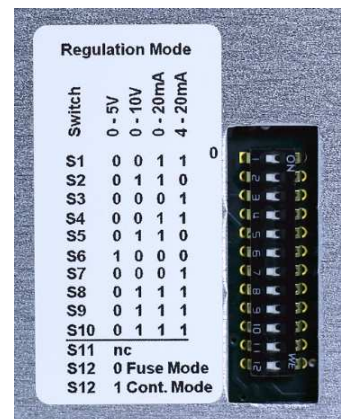 Regulation Mode
Switch 0 - 5V 0 - 10V 0 - 20mA 4 - 20mA
S1 0 0 1 1
S2 0 1 1 0
S3 0 0 0 1
S4 0 0 1 1
S5 0 1 1 0
S6 1 0 0 0
S7 0 0 0 1
S8 0 1 1 1
S9 0 1 1 1
S10 0 1 1 1
S11 nc
S12 0 Fuse Mode
S12 1 Cont. Mode
0
ON
1
2
3
4
5
6
7
8
9
10
11
12
WE